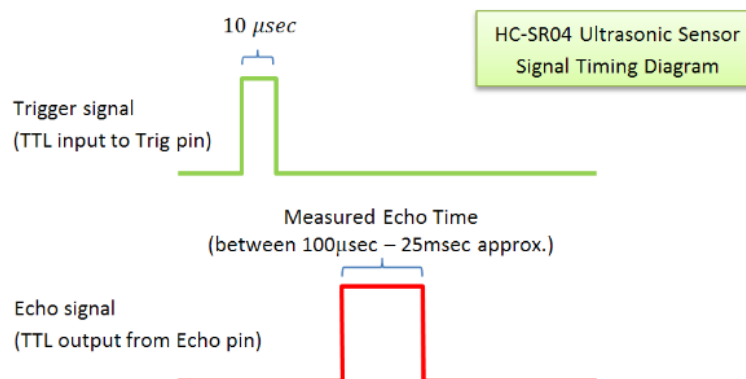 10 μsec
HC-SR04 Ultrasonic Sensor
Signal Timing Diagram
Trigger signal
(TTL input to Trig pin)
Measured Echo Time
(between 100μsec – 25msec approx.)
Echo signal
(TTL output from Echo pin)